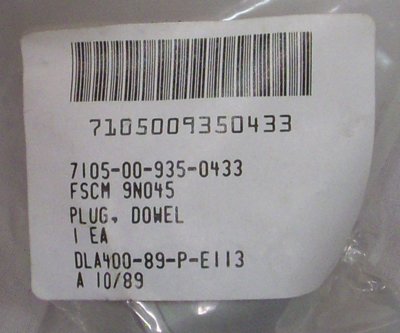 7105009350433
7105-00-935-0433
FSCM 9N045
PLUG, DOWEL
1 EA
DLA400-89-P-E113
A 10/89